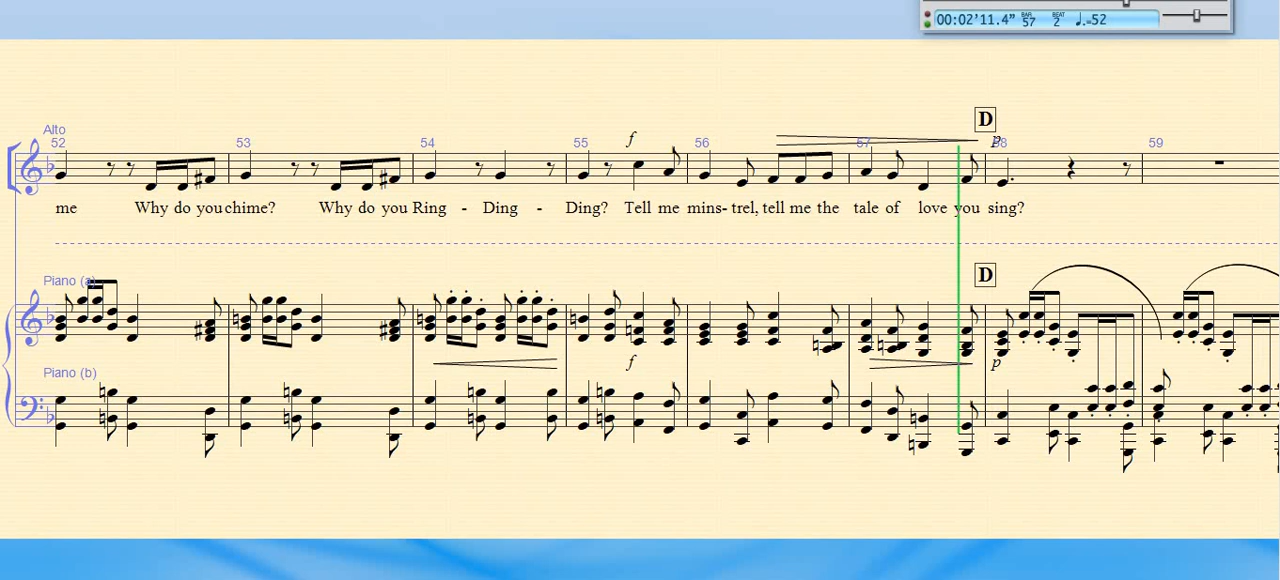 00:02'11.4" BAR 57 BEAT 2 ♩.=52
D
Alto
52 53 54 55 f 56 57 p 58 59
me Why do you chime? Why do you Ring - Ding - Ding? Tell me mins- trel, tell me the tale of love you sing?
D
Piano (a)
f p
Piano (b)